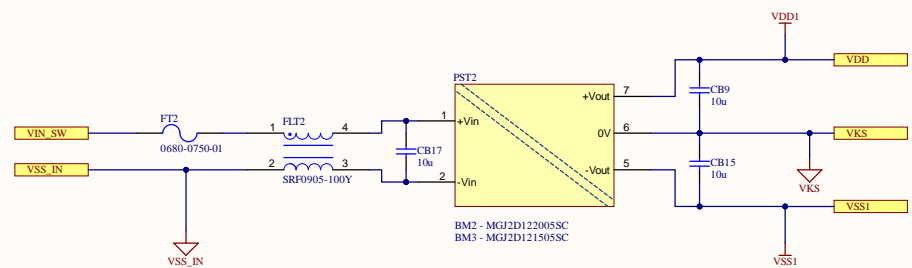 VDD1
VDD
PST2
+Vout
7
CB9
10u
FT2
FLT2
VIN_SW
1
4
1
+Vin
0V
6
VKS
0680-0750-01
CB17
10u
VSS_IN
2
3
2
-Vin
-Vout
5
CB15
10u
SRF0905-100Y
VKS
VSS1
BM2 - MGJ2D122005SC
BM3 - MGJ2D121505SC
VSS_IN
VSS1